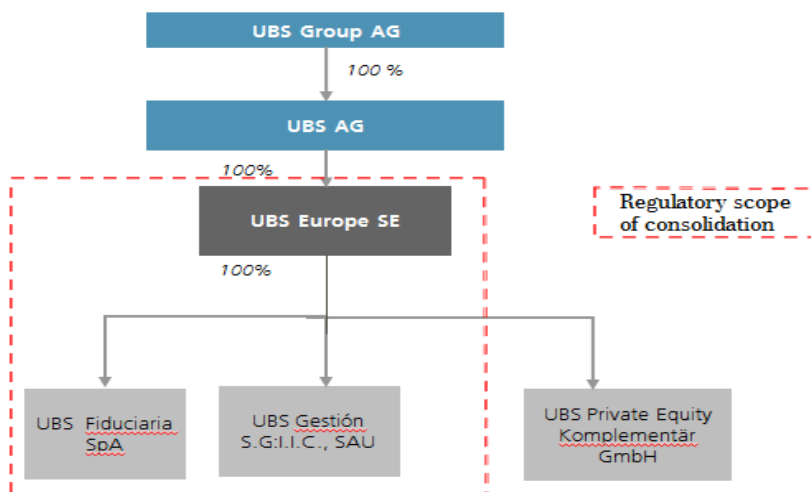 UBS Group AG
100 %
UBS AG
100%
UBS Europe SE
Regulatory scope
of consolidation
100%
UBS Fiduciaria
SpA
UBS Gestión
S.G:I.I.C., SAU
UBS Private Equity
Komplementär
GmbH